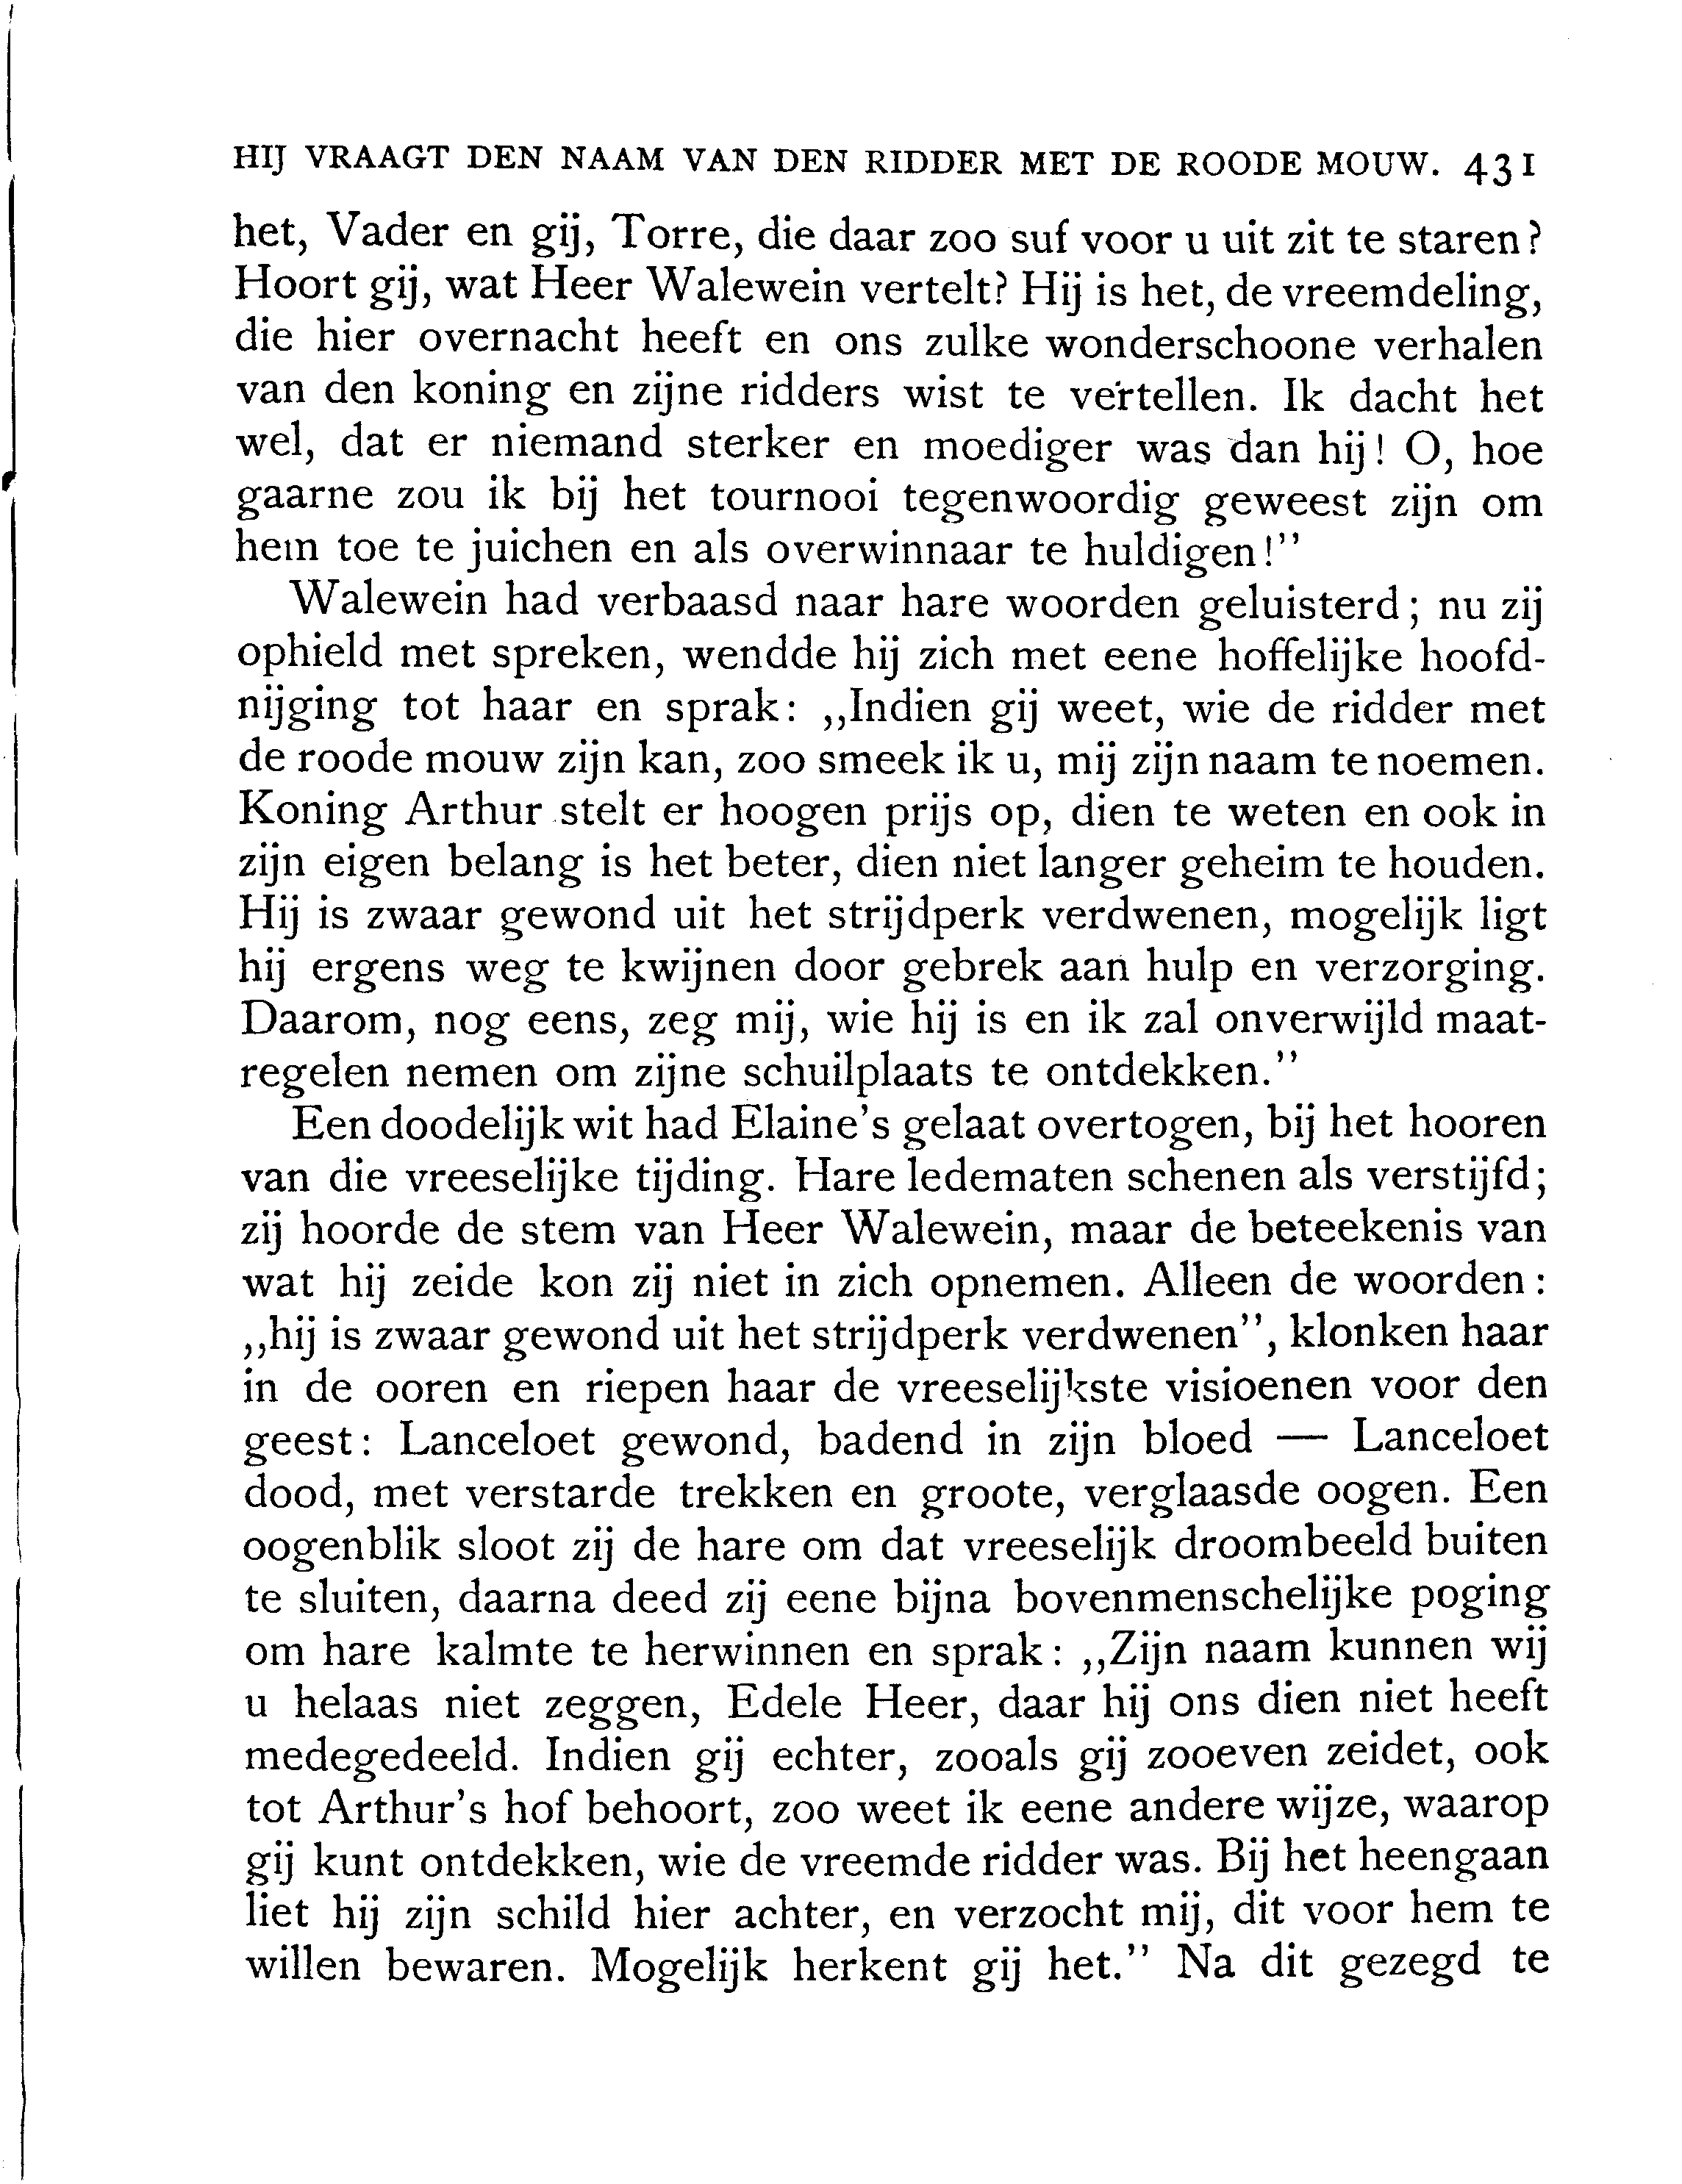 HIJ VRAAGT DEN NAAM VAN DEN RIDDER MET DE ROODE MOUW. 431
het, Vader en gij, Torre, die daar zoo suf voor u uit zit te staren?
Hoort gij, wat Heer Walewein vertelt? Hij is het, de vreemdeling,
die hier overnacht heeft en ons zulke wonderschoone verhalen
van den koning en zijne ridders wist te vertellen. Ik dacht het
wel, dat er niemand sterker en moediger was dan hij! O, hoe
gaarne zou ik bij het tournooi tegenwoordig geweest zijn om
hem toe te juichen en als overwinnaar te huldigen!”
Walewein had verbaasd naar hare woorden geluisterd; nu zij
ophield met spreken, wendde hij zich met eene hoffelijke hoofd-
nijging tot haar en sprak: „Indien gij weet, wie de ridder met
de roode mouw zijn kan, zoo smeek ik u, mij zijn naam te noemen.
Koning Arthur stelt er hoogen prijs op, dien te weten en ook in
zijn eigen belang is het beter, dien niet langer geheim te houden.
Hij is zwaar gewond uit het strijdperk verdwenen, mogelijk ligt
hij ergens weg te kwijnen door gebrek aan hulp en verzorging.
Daarom, nog eens, zeg mij, wie hij is en ik zal onverwijld maat-
regelen nemen om zijne schuilplaats te ontdekken.”
Een doodelijk wit had Elaine's gelaat overtogen, bij het hooren
van die vreeselijke tijding. Hare ledematen schenen als verstijfd;
zij hoorde de stem van Heer Walewein, maar de beteekenis van
wat hij zeide kon zij niet in zich opnemen. Alleen de woorden:
„hij is zwaar gewond uit het strijdperk verdwenen”, klonken haar
in de ooren en riepen haar de vreeselijkste visioenen voor den
geest: Lanceloet gewond, badend in zijn bloed — Lanceloet
dood, met verstarde trekken en groote, verglaasde oogen. Een
oogenblik sloot zij de hare om dat vreeselijk droombeeld buiten
te sluiten, daarna deed zij eene bijna bovenmenschelijke poging
om hare kalmte te herwinnen en sprak: „Zijn naam kunnen wij
u helaas niet zeggen, Edele Heer, daar hij ons dien niet heeft
medegedeeld. Indien gij echter, zooals gij zooeven zeidet, ook
tot Arthur's hof behoort, zoo weet ik eene andere wijze, waarop
gij kunt ontdekken, wie de vreemde ridder was. Bij het heengaan
liet hij zijn schild hier achter, en verzocht mij, dit voor hem te
willen bewaren. Mogelijk herkent gij het.” Na dit gezegd te